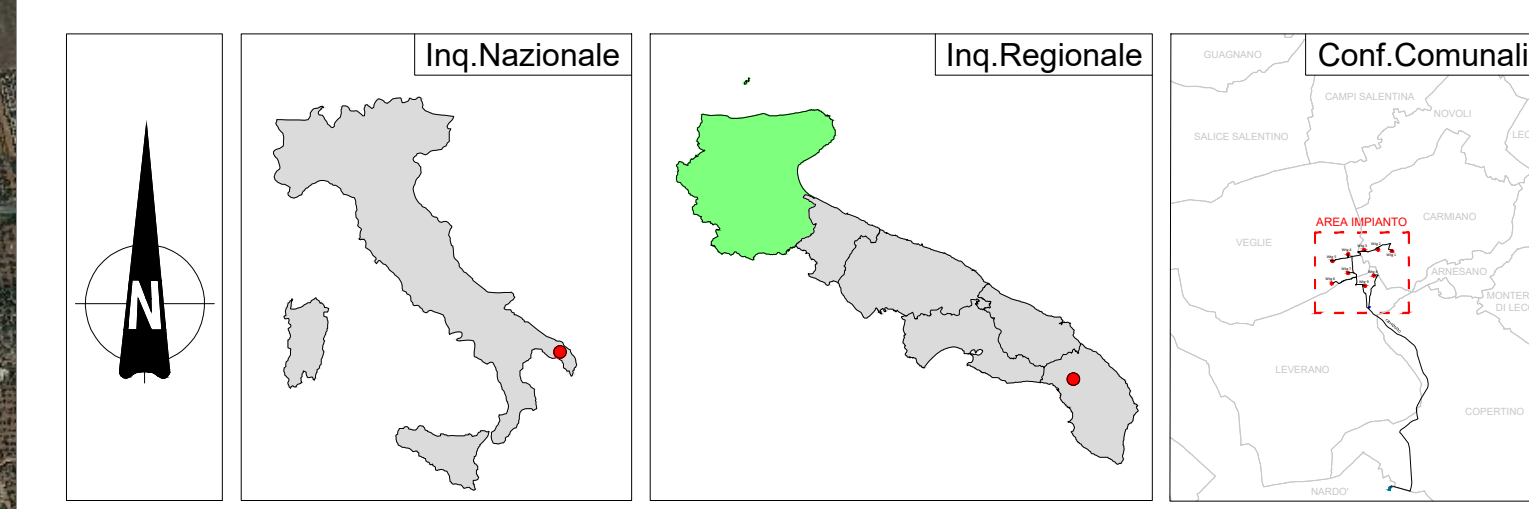 N
Inq.Nazionale
Inq.Regionale
Conf.Comunali
GUAGNANO
CAMPI SALENTINA
NOVOLI
SALICE SALENTINO
AREA IMPIANTO
CARMIANO
VEGLIE
ARNESANO
LEVERANO
COPERTINO
NARDO'